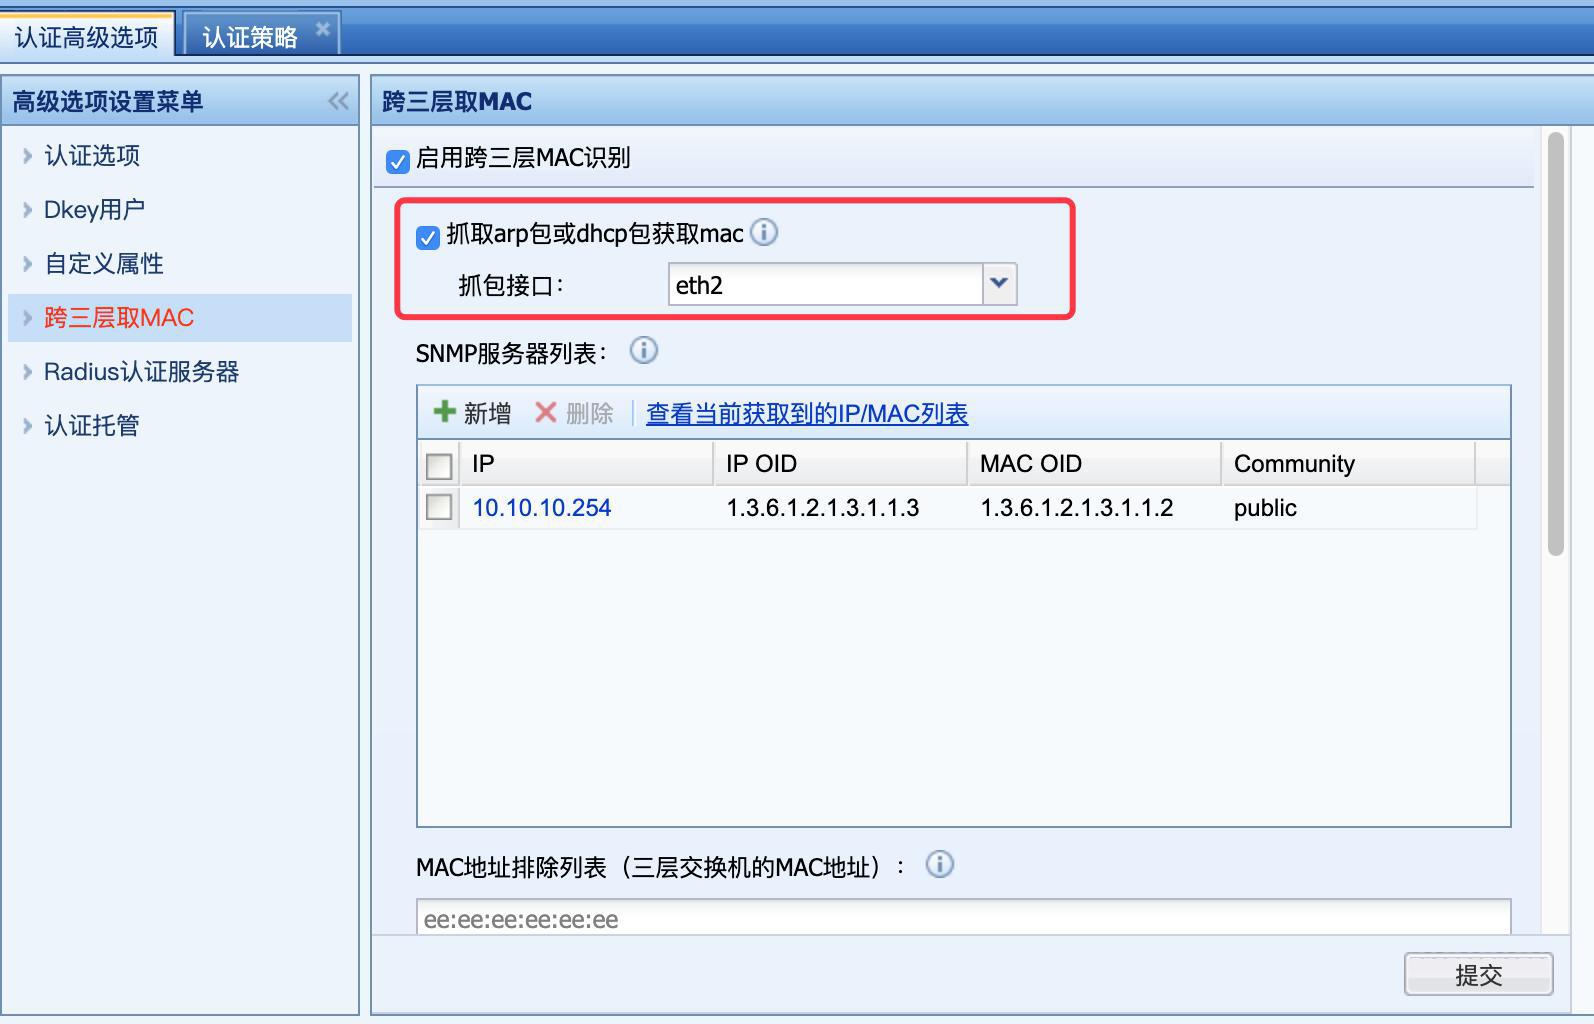 认证高级选项 认证策略
高级选项设置菜单
认证选项
Dkey用户
自定义属性
跨三层取MAC
Radius认证服务器
认证托管
跨三层取MAC
启用跨三层MAC识别
抓取arp包或dhcp包获取mac
抓包接口： eth2
SNMP服务器列表：
新增 删除 查看当前获取到的IP/MAC列表
IP IP OID MAC OID Community
10.10.10.254 1.3.6.1.2.1.3.1.1.3 1.3.6.1.2.1.3.1.1.2 public
MAC地址排除列表（三层交换机的MAC地址）：
ee:ee:ee:ee:ee:ee
提交